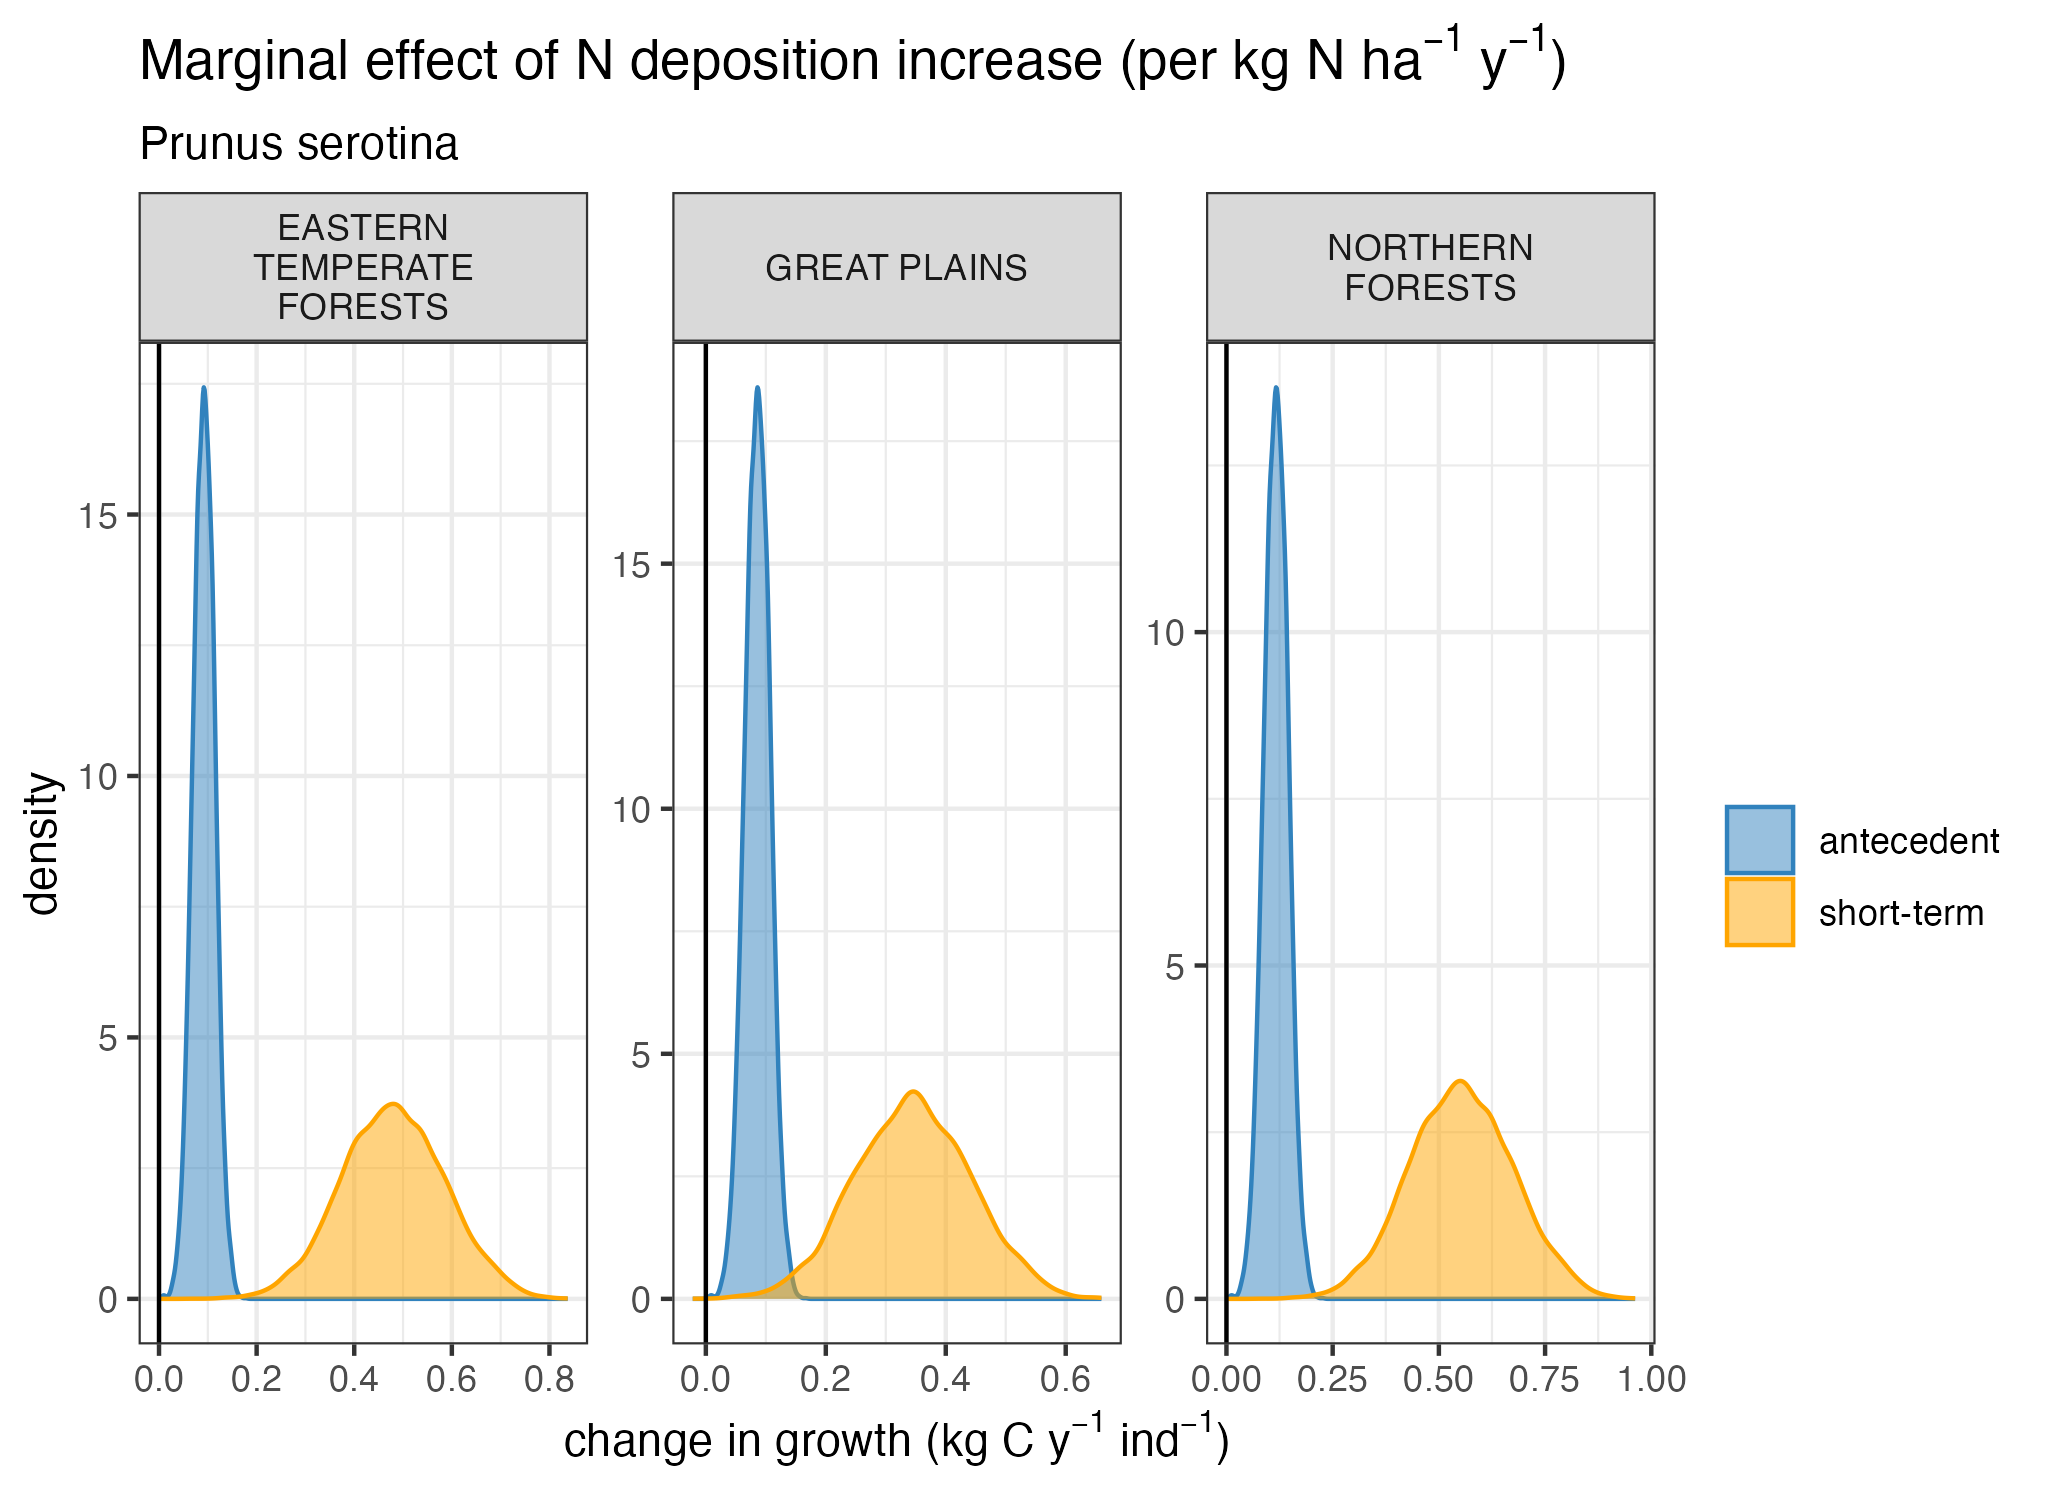 Marginal effect of N deposition increase (per kg N ha⁻¹ y⁻¹)
Prunus serotina
EASTERN
TEMPERATE
FORESTS
GREAT PLAINS
NORTHERN
FORESTS
density
15
10
5
0
15
10
5
0
10
5
0
0.0 0.2 0.4 0.6 0.8
0.0 0.2 0.4 0.6
0.00 0.25 0.50 0.75 1.00
change in growth (kg C y⁻¹ ind⁻¹)
antecedent
short-term